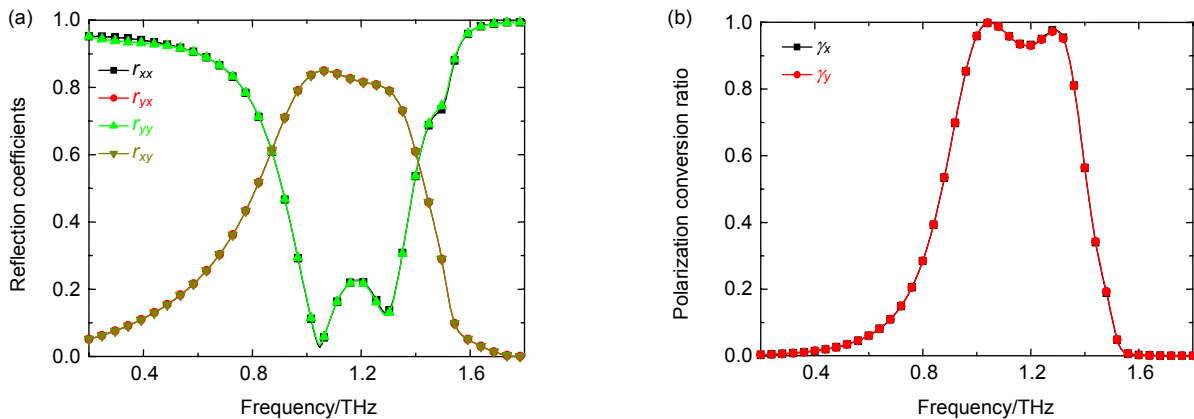 (a)
1.0
0.8
0.6
0.4
0.2
0.0
Reflection coefficients
r_xx
r_yx
r_yy
r_xy
0.4 0.8 1.2 1.6
Frequency/THz
(b)
1.0
0.8
0.6
0.4
0.2
0.0
Polarization conversion ratio
γ_x
γ_y
0.4 0.8 1.2 1.6
Frequency/THz